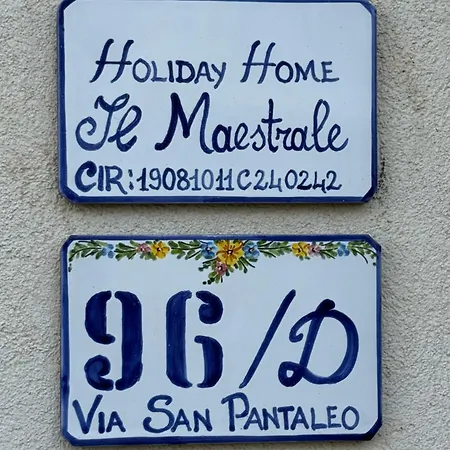 HOLIDAY HOME
Il Maestrale
CIR:19081011C240242
96/D
VIA SAN PANTALEO